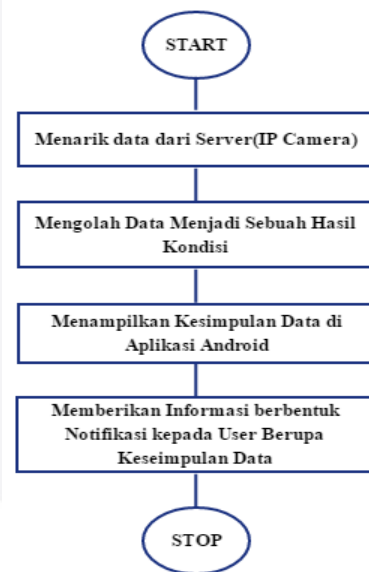 START
Menarik data dari Server(IP Camera)
Mengolah Data Menjadi Sebuah Hasil
Kondisi
Menampilkan Kesimpulan Data di
Aplikasi Android
Memberikan Informasi berbentuk
Notifikasi kepada User Berupa
Keseimpulan Data
STOP